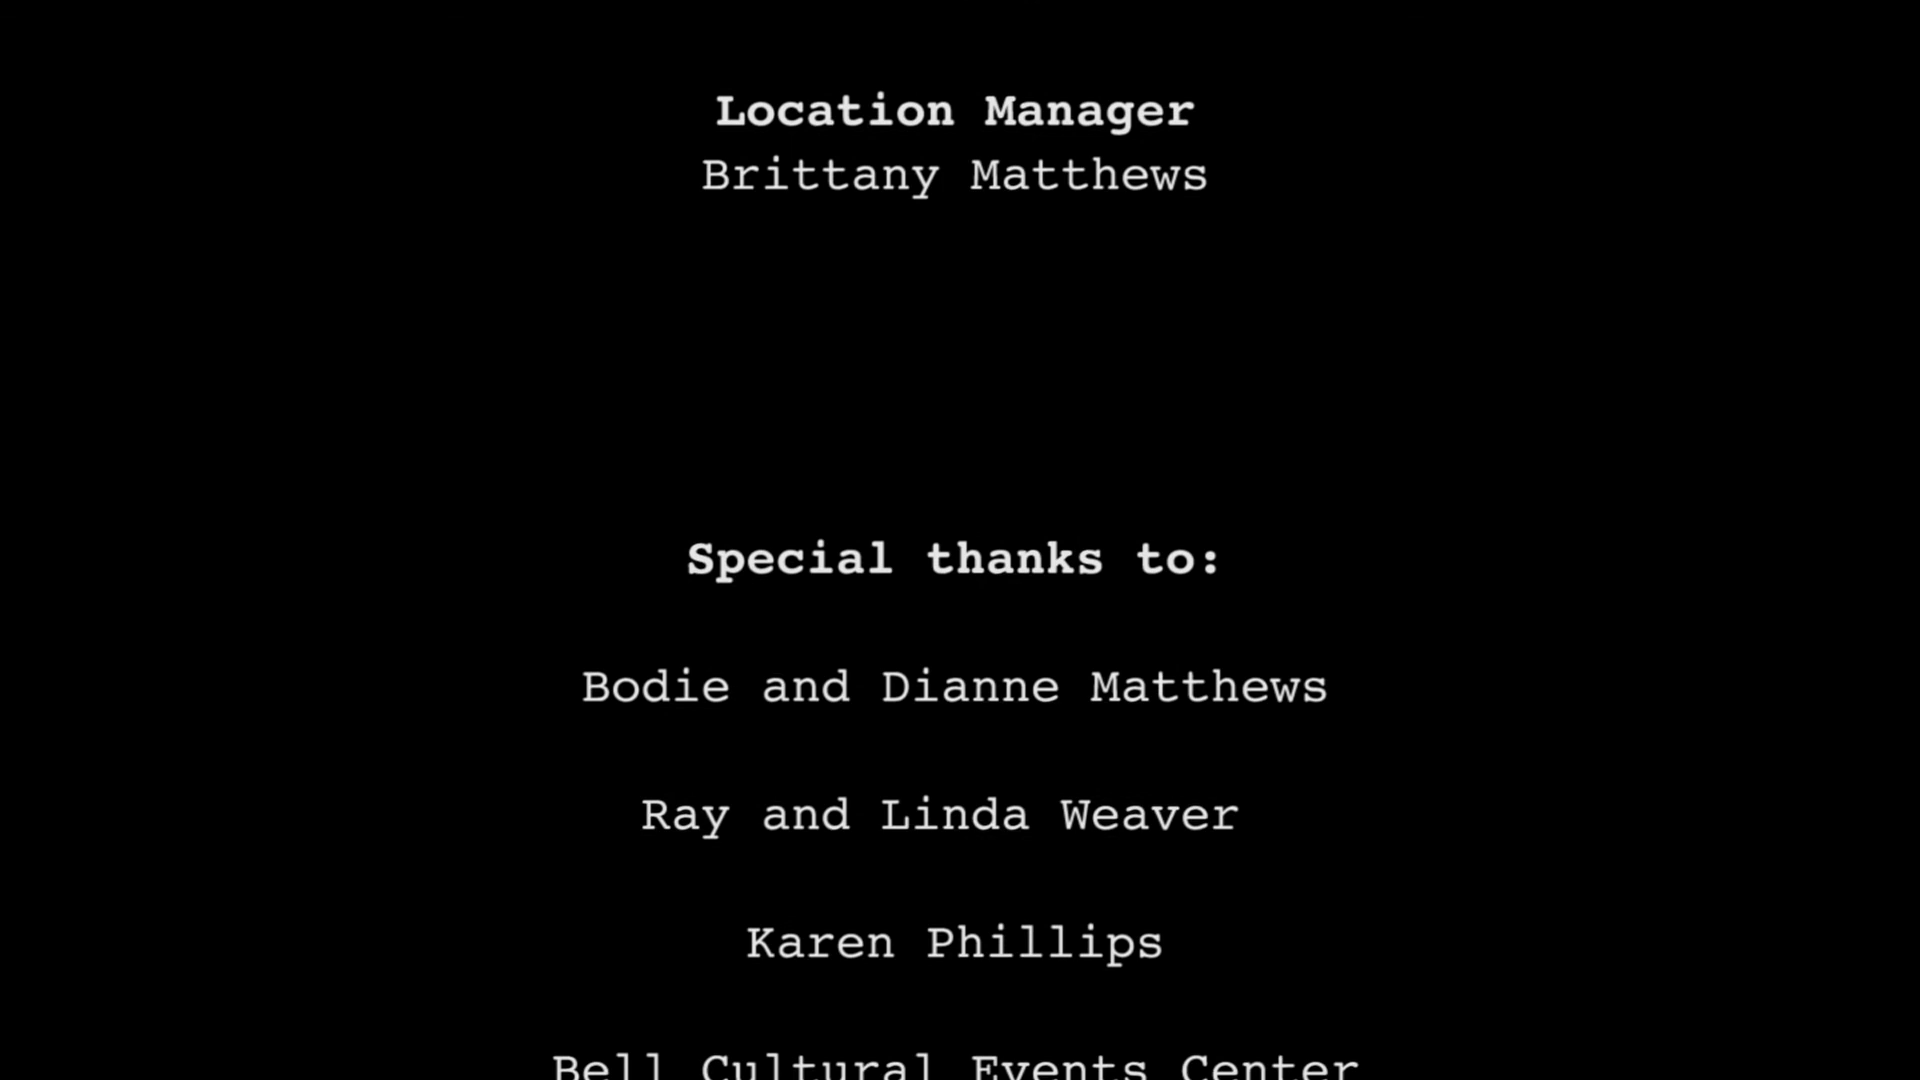 Location Manager
Brittany Matthews
Special thanks to:
Bodie and Dianne Matthews
Ray and Linda Weaver
Karen Phillips
Bell Cultural Events Center